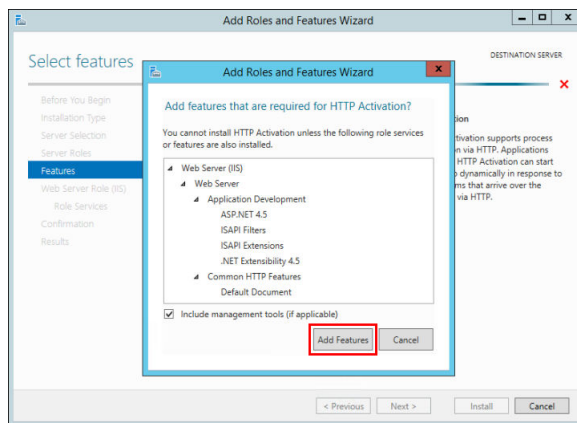 Add Roles and Features Wizard
Select features
DESTINATION SERVER
Before You Begin
Installation Type
Server Selection
Server Roles
Features
Web Server Role (IIS)
Role Services
Confirmation
Results
Add Roles and Features Wizard
Add features that are required for HTTP Activation?
You cannot install HTTP Activation unless the following role services
or features are also installed.
Web Server (IIS)
Web Server
Application Development
ASP.NET 4.5
ISAPI Filters
ISAPI Extensions
.NET Extensibility 4.5
Common HTTP Features
Default Document
Include management tools (if applicable)
Add Features
Cancel
tion
tivation supports process
n via HTTP. Applications
HTTP Activation can start
dynamically in response to
ms that arrive over the
via HTTP.
< Previous
Next >
Install
Cancel